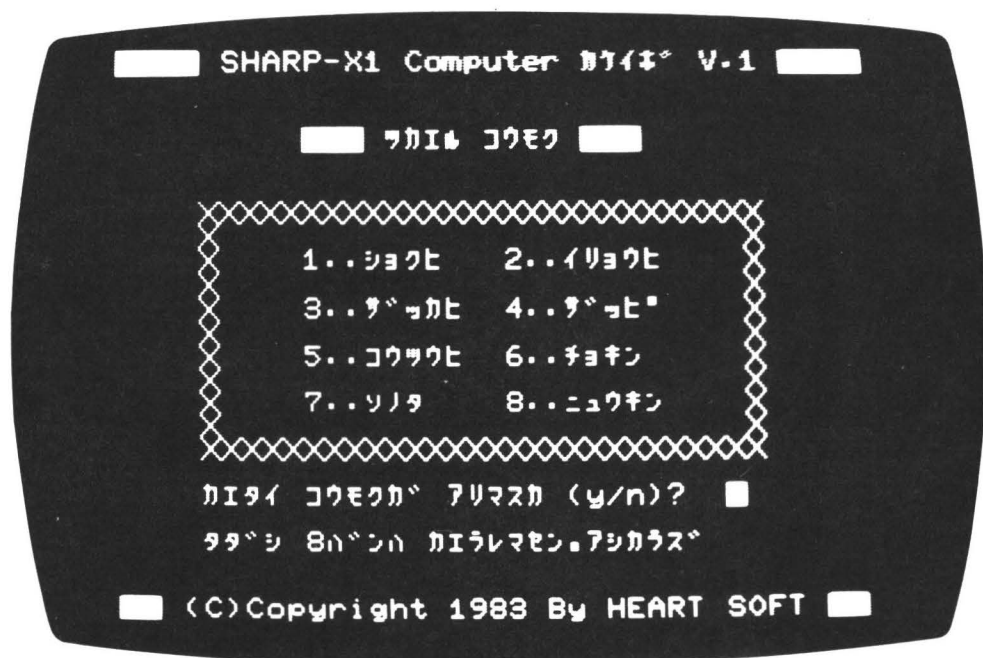 SHARP-X1 Computer カケイボ V.1
ツカエル コウモク
1..ショクヒ 2..イリョウヒ
3..ザッカヒ 4..ザッピ
5..コウツウヒ 6..チョキン
7..ソノタ 8..ニュウキン
カエタイ コウモクガ アリマスカ (y/n)?
タダシ 8バンハ カエラレマセン。アシカラズ
(C)Copyright 1983 By HEART SOFT